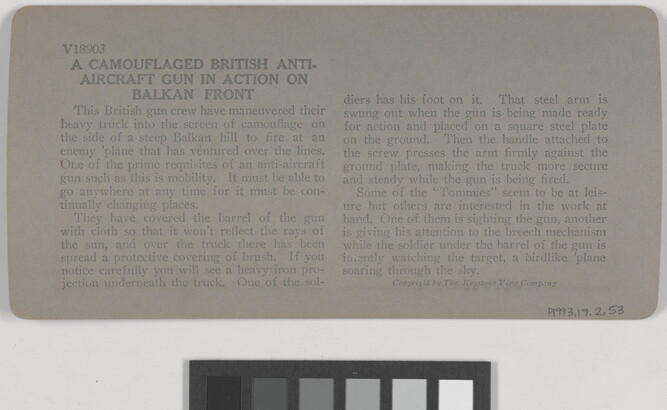 V18903
A CAMOUFLAGED BRITISH ANTI-
AIRCRAFT GUN IN ACTION ON
BALKAN FRONT
This British gun crew have maneuvered their
heavy truck into the screen of camouflage on
the side of a steep Balkan hill to fire at an
enemy 'plane that has ventured over the lines.
One of the prime requisites of an anti-aircraft
gun such as this is mobility. It must be able to
go anywhere at any time for it must be con-
tinually changing places.
They have covered the barrel of the gun
with cloth so that it won't reflect the rays of
the sun, and over the truck there has been
spread a protective covering of brush. If you
notice carefully you will see a heavy iron pro-
jection underneath the truck. One of the sol-
diers has his foot on it. That steel arm is
swung out when the gun is being made ready
for action and placed on a square steel plate
on the ground. Then the handle attached to
the screw presses the arm firmly against the
ground plate, making the truck more secure
and steady while the gun is being fired.
Some of the "Tommies" seem to be at leis-
ure but others are interested in the work at
hand. One of them is sighting the gun, another
is giving his attention to the breech mechanism
while the soldier under the barrel of the gun is
intently watching the target, a birdlike 'plane
soaring through the sky.
Copyright by The Keystone View Company
P1993.17.2.53